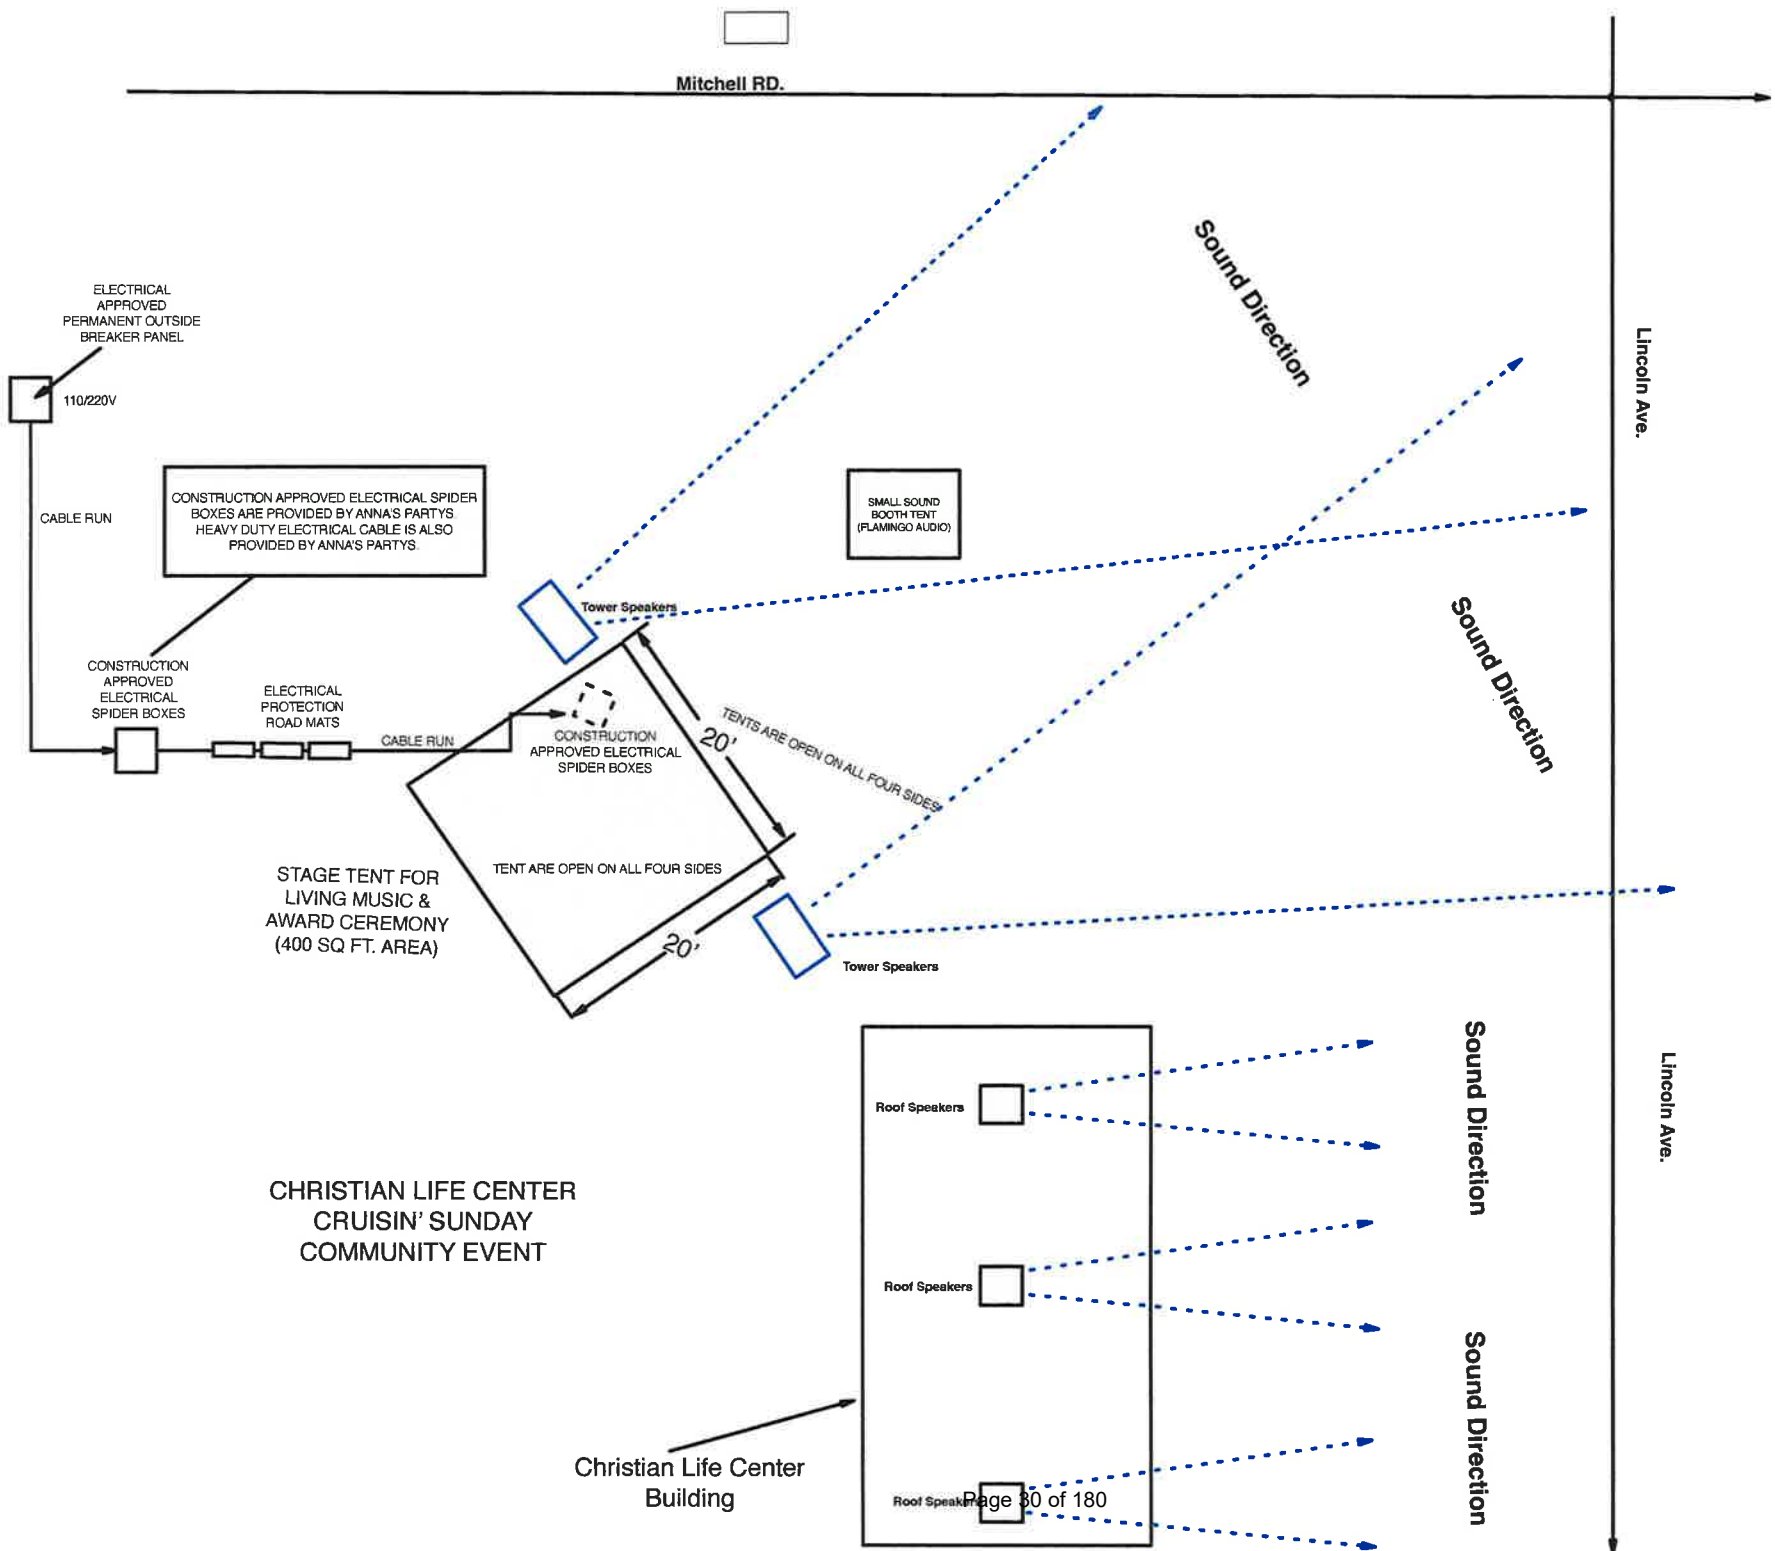 Mitchell RD.
Sound Direction
Lincoln Ave.
ELECTRICAL
APPROVED
PERMANENT OUTSIDE
BREAKER PANEL
110/220V
CABLE RUN
CONSTRUCTION APPROVED ELECTRICAL SPIDER
BOXES ARE PROVIDED BY ANNA'S PARTYS.
HEAVY DUTY ELECTRICAL CABLE IS ALSO
PROVIDED BY ANNA'S PARTYS.
SMALL SOUND
BOOTH TENT
(FLAMINGO AUDIO)
Tower Speakers
Sound Direction
CONSTRUCTION
APPROVED
ELECTRICAL
SPIDER BOXES
ELECTRICAL
PROTECTION
ROAD MATS
CABLE RUN
CONSTRUCTION
APPROVED ELECTRICAL
SPIDER BOXES
20'
TENTS ARE OPEN ON ALL FOUR SIDES
TENT ARE OPEN ON ALL FOUR SIDES
STAGE TENT FOR
LIVING MUSIC &
AWARD CEREMONY
(400 SQ FT. AREA)
20'
Tower Speakers
Roof Speakers
Sound Direction
Lincoln Ave.
CHRISTIAN LIFE CENTER
CRUISIN' SUNDAY
COMMUNITY EVENT
Roof Speakers
Sound Direction
Christian Life Center
Building
Roof Speakers
Page 30 of 180